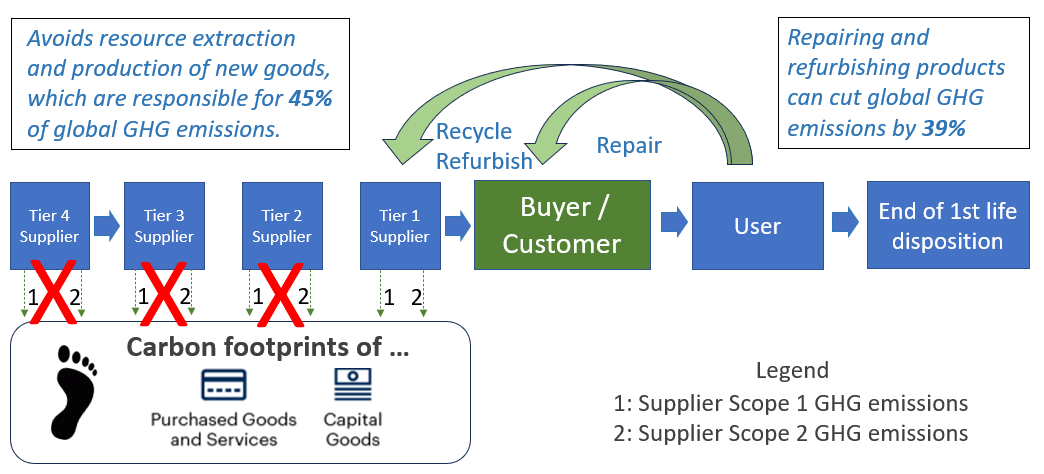 Avoids resource extraction
and production of new goods,
which are responsible for 45%
of global GHG emissions.
Repairing and
refurbishing products
can cut global GHG
emissions by 39%
Recycle
Refurbish
Repair
Tier 4
Supplier
Tier 3
Supplier
Tier 2
Supplier
Tier 1
Supplier
Buyer /
Customer
User
End of 1st life
disposition
1 X 2
1 X 2
1 X 2
1 2
Carbon footprints of ...
Purchased Goods
and Services
Capital
Goods
Legend
1: Supplier Scope 1 GHG emissions
2: Supplier Scope 2 GHG emissions